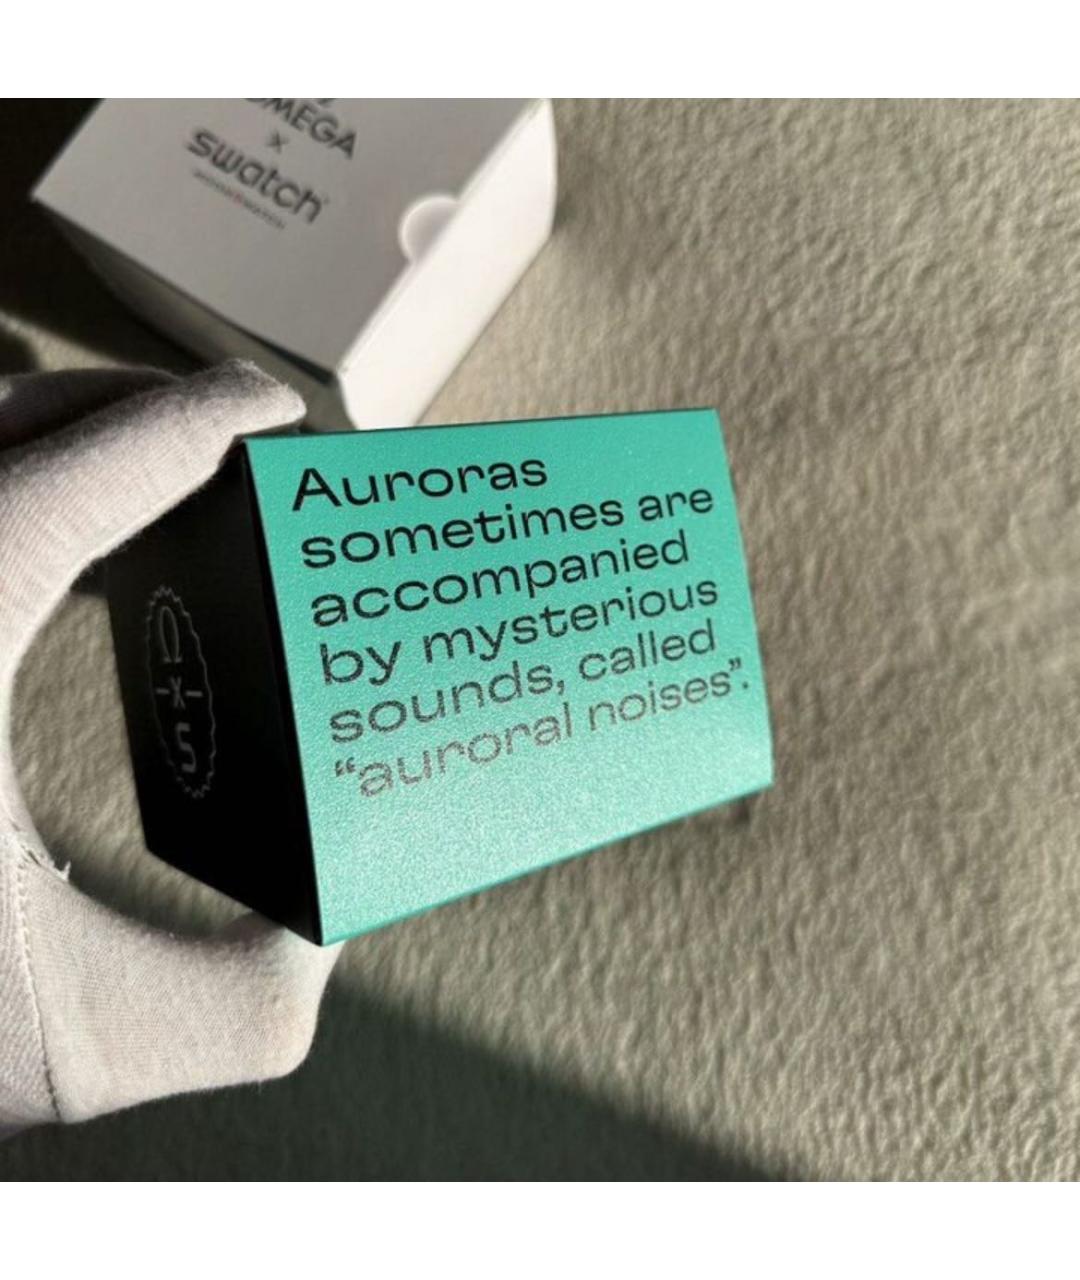 OMEGA
x
swatch
Auroras
sometimes are
accompanied
by mysterious
sounds, called
“auroral noises”.
Ω
-X-
S